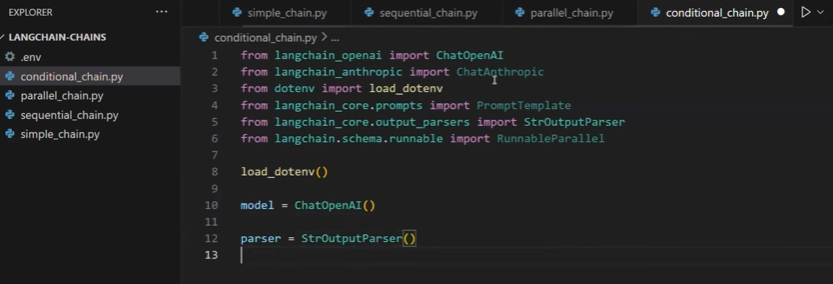 EXPLORER ...
LANGCHAIN-CHAINS
.env
conditional_chain.py
parallel_chain.py
sequential_chain.py
simple_chain.py
simple_chain.py sequential_chain.py parallel_chain.py conditional_chain.py
conditional_chain.py > ...
1 from langchain_openai import ChatOpenAI
2 from langchain_anthropic import ChatAnthropic
3 from dotenv import load_dotenv
4 from langchain_core.prompts import PromptTemplate
5 from langchain_core.output_parsers import StrOutputParser
6 from langchain.schema.runnable import RunnableParallel
7
8 load_dotenv()
9
10 model = ChatOpenAI()
11
12 parser = StrOutputParser()
13